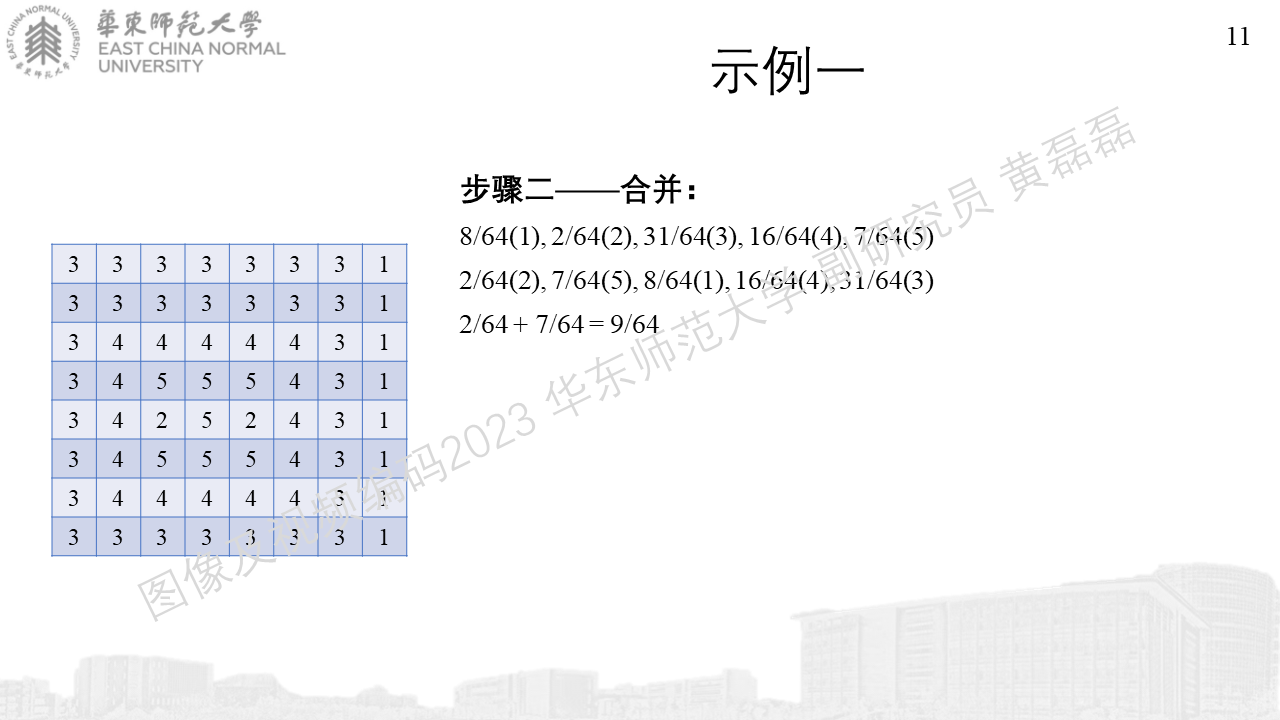 華東師範大學
EAST CHINA NORMAL
UNIVERSITY
EAST CHINA NORMAL UNIVERSITY
華東師范大學
11
示例一
步骤二——合并：
8/64(1), 2/64(2), 31/64(3), 16/64(4), 7/64(5)
2/64(2), 7/64(5), 8/64(1), 16/64(4), 31/64(3)
2/64 + 7/64 = 9/64
3 3 3 3 3 3 3 1
3 3 3 3 3 3 3 1
3 4 4 4 4 4 3 1
3 4 5 5 5 4 3 1
3 4 2 5 2 4 3 1
3 4 5 5 5 4 3 1
3 4 4 4 4 4 3 1
3 3 3 3 3 3 3 1
图像及视频编码2023 华东师范大学 副研究员 黄磊磊